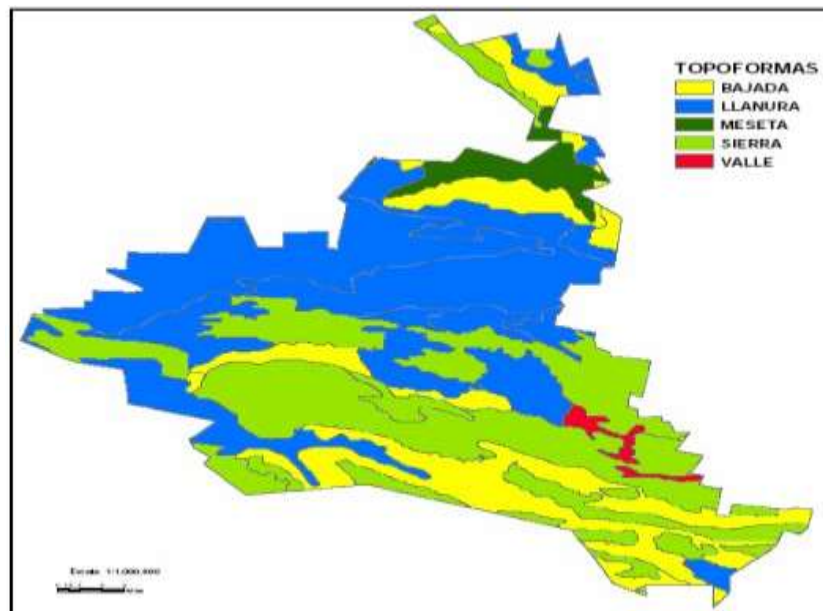 TOPOFORMAS
BAJADA
LLANURA
MESETA
SIERRA
VALLE
Escala 1:1,000,000